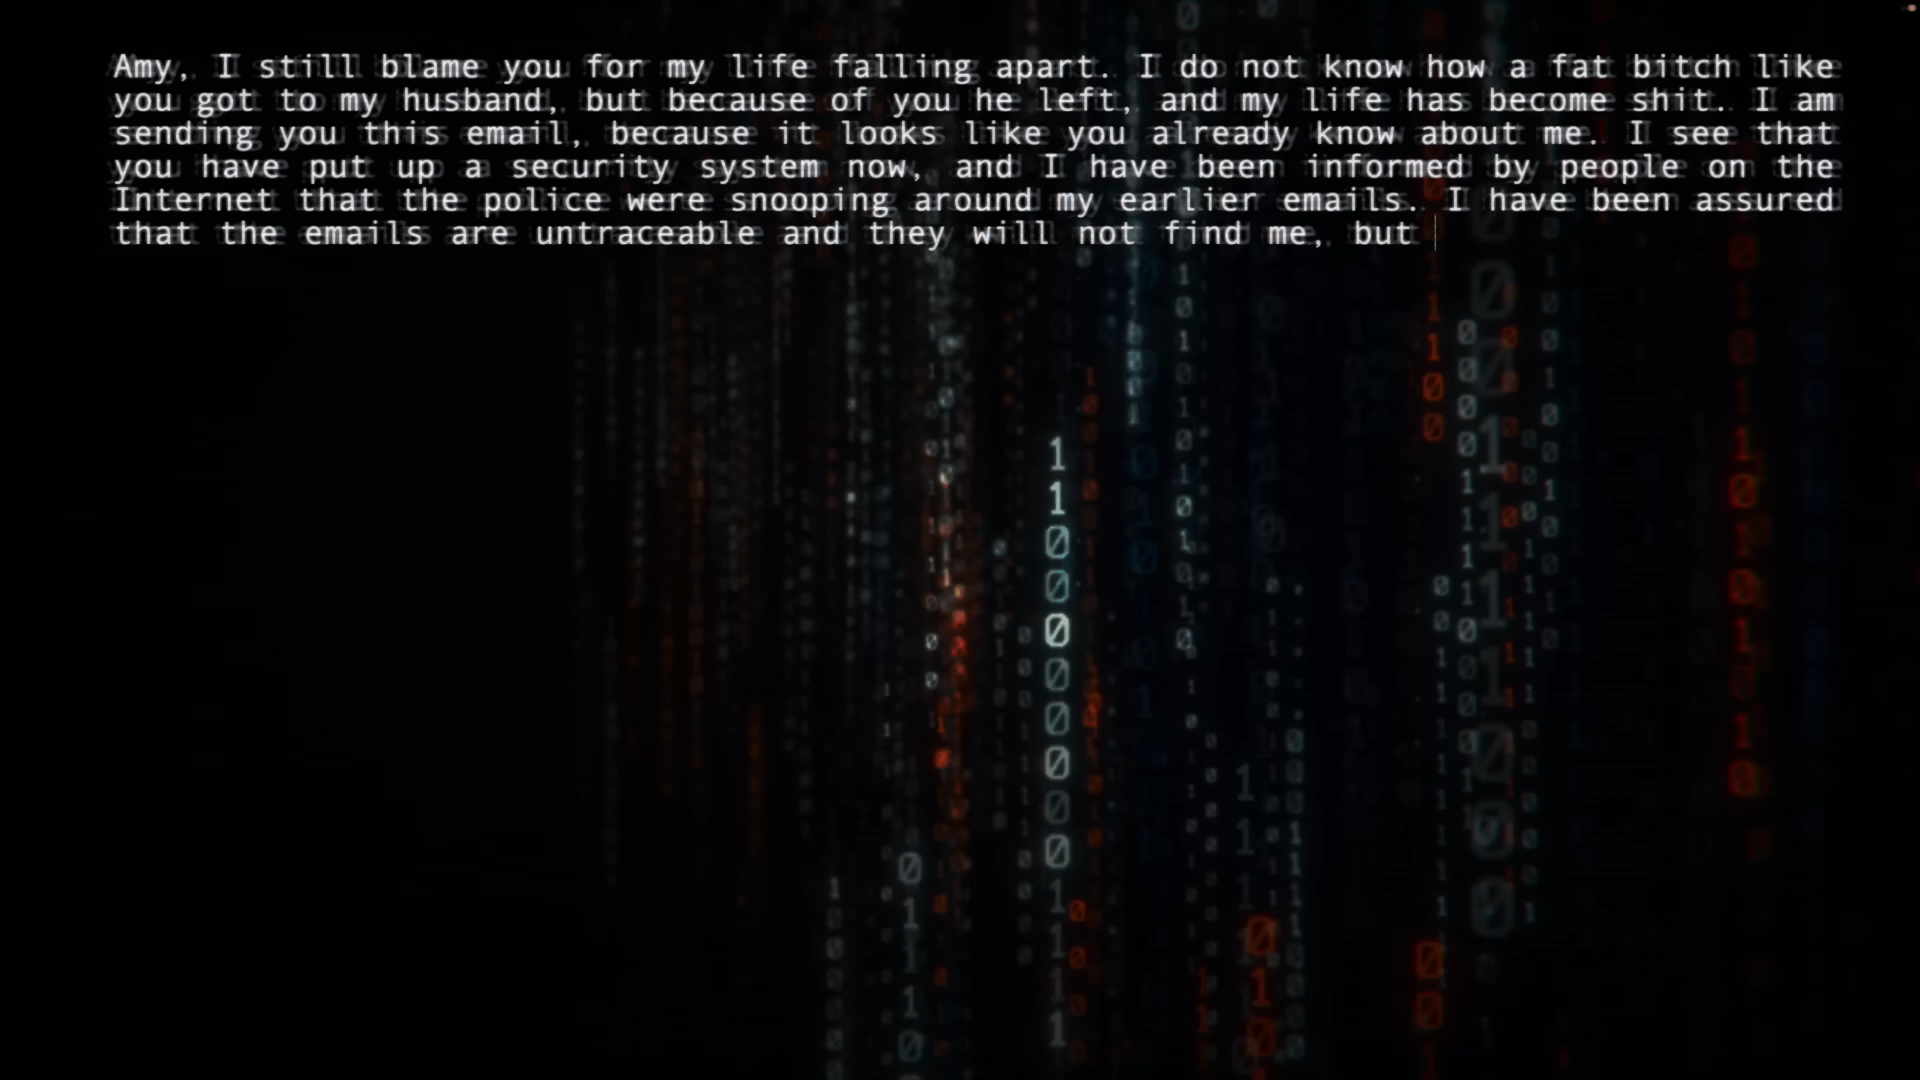 Amy, I still blame you for my life falling apart. I do not know how a fat bitch like
you got to my husband, but because of you he left, and my life has become shit. I am
sending you this email, because it looks like you already know about me. I see that
you have put up a security system now, and I have been informed by people on the
Internet that the police were snooping around my earlier emails. I have been assured
that the emails are untraceable and they will not find me, but